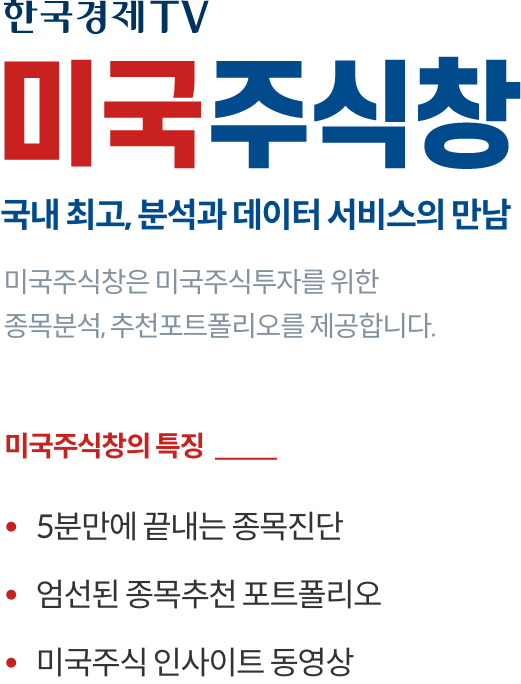 한국경제TV
미국주식창
국내 최고, 분석과 데이터 서비스의 만남
미국주식창은 미국주식투자를 위한
종목분석, 추천포트폴리오를 제공합니다.
미국주식창의 특징
• 5분만에 끝내는 종목진단
• 엄선된 종목추천 포트폴리오
• 미국주식 인사이트 동영상